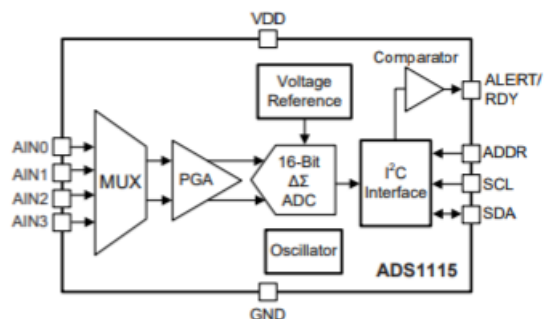 VDD
Comparator
ALERT/
RDY
Voltage
Reference
AIN0
AIN1
AIN2
AIN3
MUX
PGA
16-Bit
ΔΣ
ADC
I²C
Interface
ADDR
SCL
SDA
Oscillator
ADS1115
GND